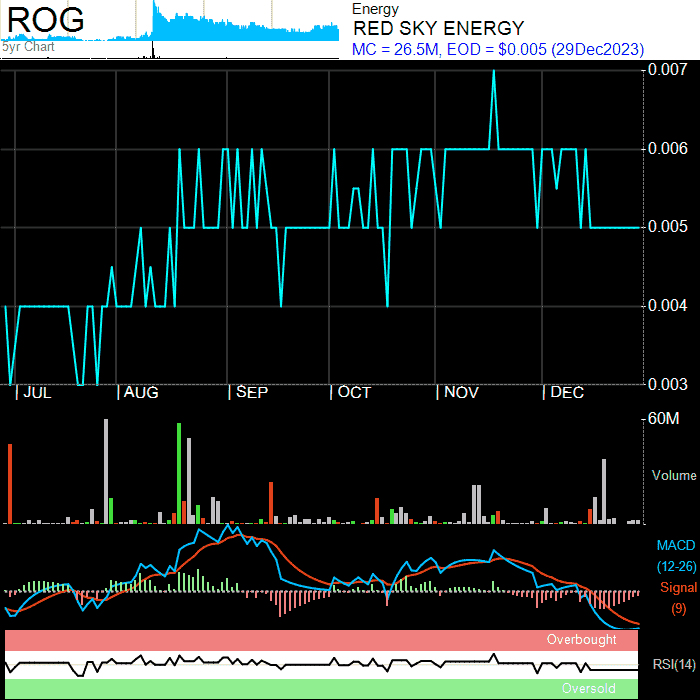 ROG
5yr Chart
Energy
RED SKY ENERGY
MC = 26.5M, EOD = $0.005 (29Dec2023)
0.007
0.006
0.005
0.004
0.003
JUL
AUG
SEP
OCT
NOV
DEC
60M
Volume
MACD
(12-26)
Signal
(9)
Overbought
RSI(14)
Oversold